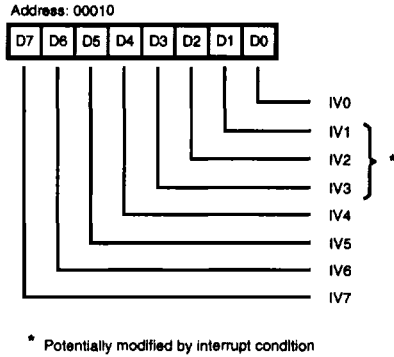 Address: 00010
D7 D6 D5 D4 D3 D2 D1 D0
IV0
IV1
IV2
*
IV3
IV4
IV5
IV6
IV7
* Potentially modified by interrupt condition